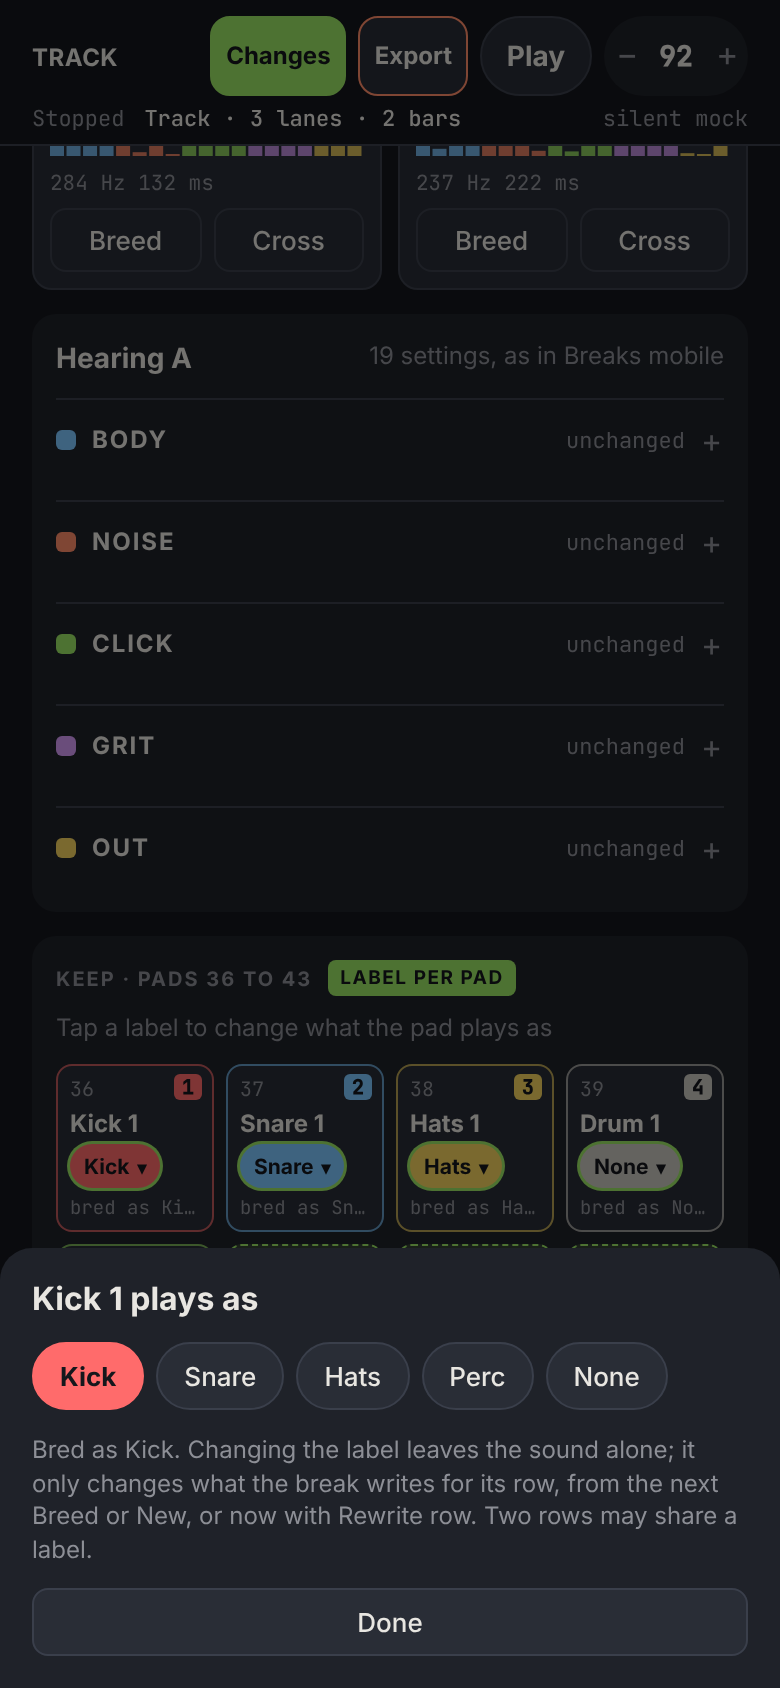 TRACK Changes Export Play − 92 +
Stopped Track · 3 lanes · 2 bars silent mock
284 Hz 132 ms 237 Hz 222 ms
Breed Cross Breed Cross
Hearing A 19 settings, as in Breaks mobile
BODY unchanged +
NOISE unchanged +
CLICK unchanged +
GRIT unchanged +
OUT unchanged +
KEEP · PADS 36 TO 43 LABEL PER PAD
Tap a label to change what the pad plays as
36 1 37 2 38 3 39 4
Kick 1 Snare 1 Hats 1 Drum 1
Kick ▾ Snare ▾ Hats ▾ None ▾
bred as Ki… bred as Sn… bred as Ha… bred as No…
Kick 1 plays as
Kick Snare Hats Perc None
Bred as Kick. Changing the label leaves the sound alone; it
only changes what the break writes for its row, from the next
Breed or New, or now with Rewrite row. Two rows may share a
label.
Done